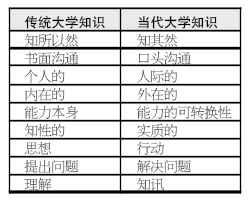 传统大学知识 当代大学知识
知所以然 知其然
书面沟通 口头沟通
个人的 人际的
内在的 外在的
能力本身 能力的可转换性
知性的 实质的
思想 行动
提出问题 解决问题
理解 知讯